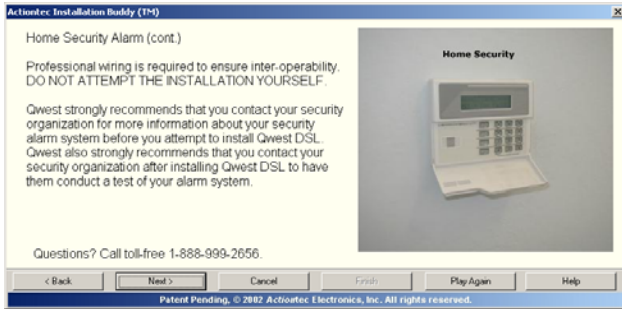 Actiontec Installation Buddy (TM)
Home Security Alarm (cont.)
Professional wiring is required to ensure inter-operability.
DO NOT ATTEMPT THE INSTALLATION YOURSELF.
Qwest strongly recommends that you contact your security
organization for more information about your security
alarm system before you attempt to install Qwest DSL.
Qwest also strongly recommends that you contact your
security organization after installing Qwest DSL to have
them conduct a test of your alarm system.
Home Security
Questions? Call toll-free 1-888-999-2656.
< Back
Next >
Cancel
Finish
Play Again
Help
Patent Pending, © 2002 Actiontec Electronics, Inc. All rights reserved.